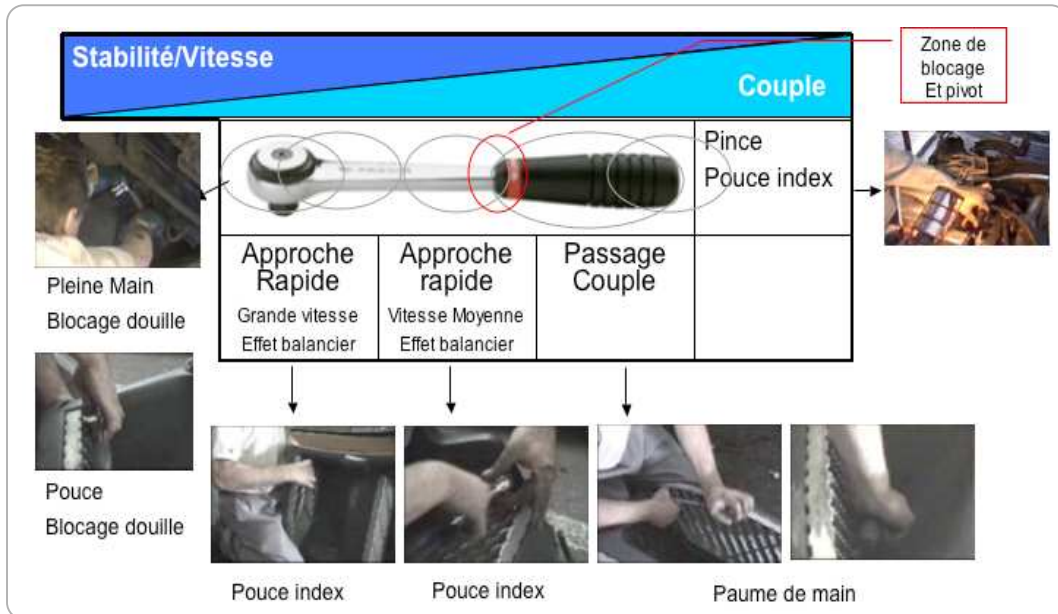 Stabilité/Vitesse
Couple
Zone de
blocage
Et pivot
Pince
Pouce index
Approche
Rapide
Grande vitesse
Effet balancier
Approche
rapide
Vitesse Moyenne
Effet balancier
Passage
Couple
Pleine Main
Blocage douille
Pouce
Blocage douille
Pouce index
Pouce index
Paume de main